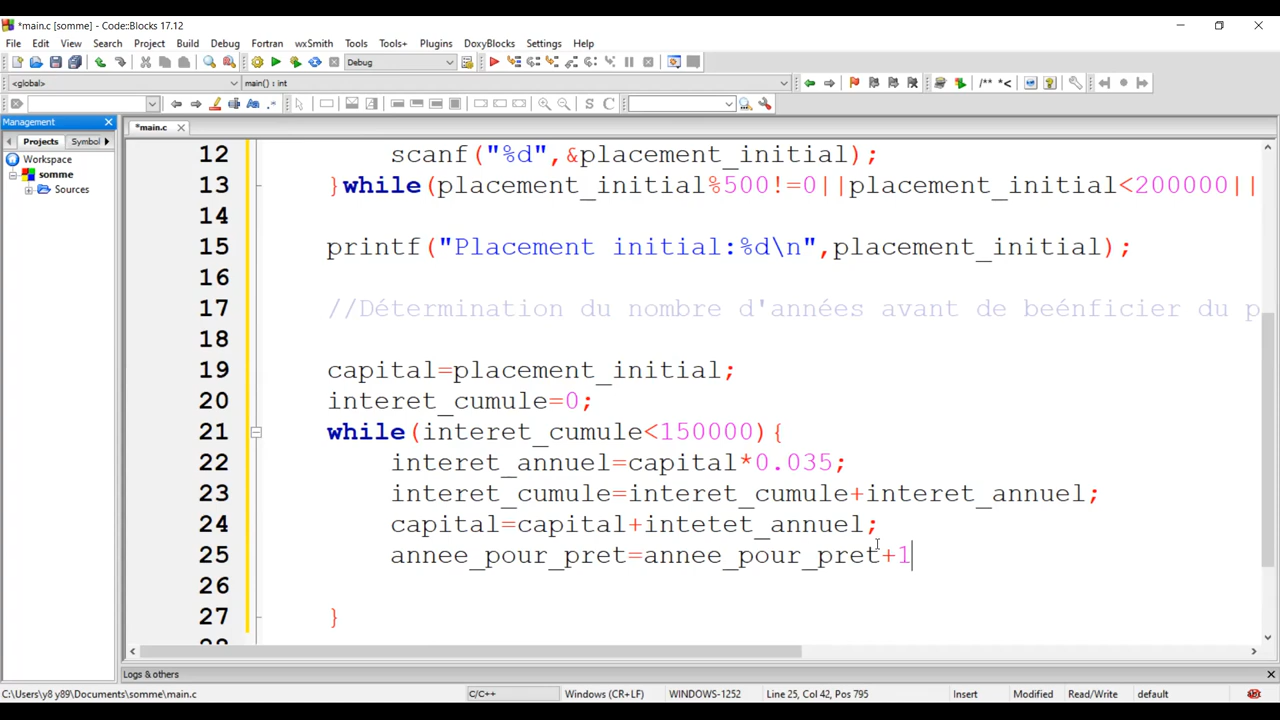 *main.c [somme] - Code::Blocks 17.12
File Edit View Search Project Build Debug Fortran wxSmith Tools Tools+ Plugins DoxyBlocks Settings Help
Debug
<global> main() : int
/** *<
S C
Management
Projects Symbol
Workspace
somme
Sources
*main.c
12 scanf("%d",&placement_initial);
13 }while(placement_initial%500!=0||placement_initial<200000||
14
15 printf("Placement initial:%d\n",placement_initial);
16
17 //Détermination du nombre d'années avant de beénficier du p
18
19 capital=placement_initial;
20 interet_cumule=0;
21 while(interet_cumule<150000){
22 interet_annuel=capital*0.035;
23 interet_cumule=interet_cumule+interet_annuel;
24 capital=capital+intetet_annuel;
25 annee_pour_pret=annee_pour_pret+1
26
27 }
Logs & others
C:\Users\y8 y89\Documents\somme\main.c C/C++ Windows (CR+LF) WINDOWS-1252 Line 25, Col 42, Pos 795 Insert Modified Read/Write default